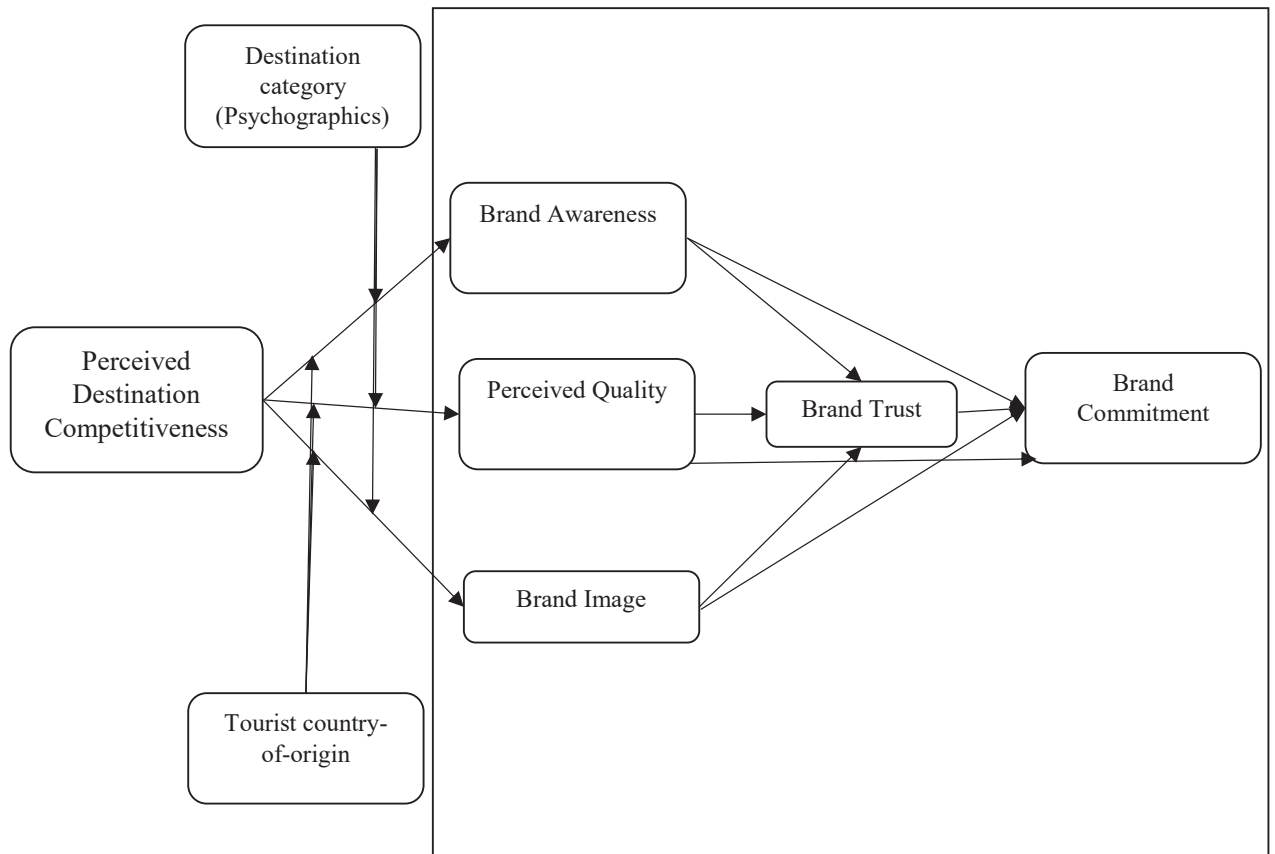 Destination
category
(Psychographics)
Brand Awareness
Perceived
Destination
Competitiveness
Perceived Quality
Brand Trust
Brand
Commitment
Brand Image
Tourist country-
of-origin